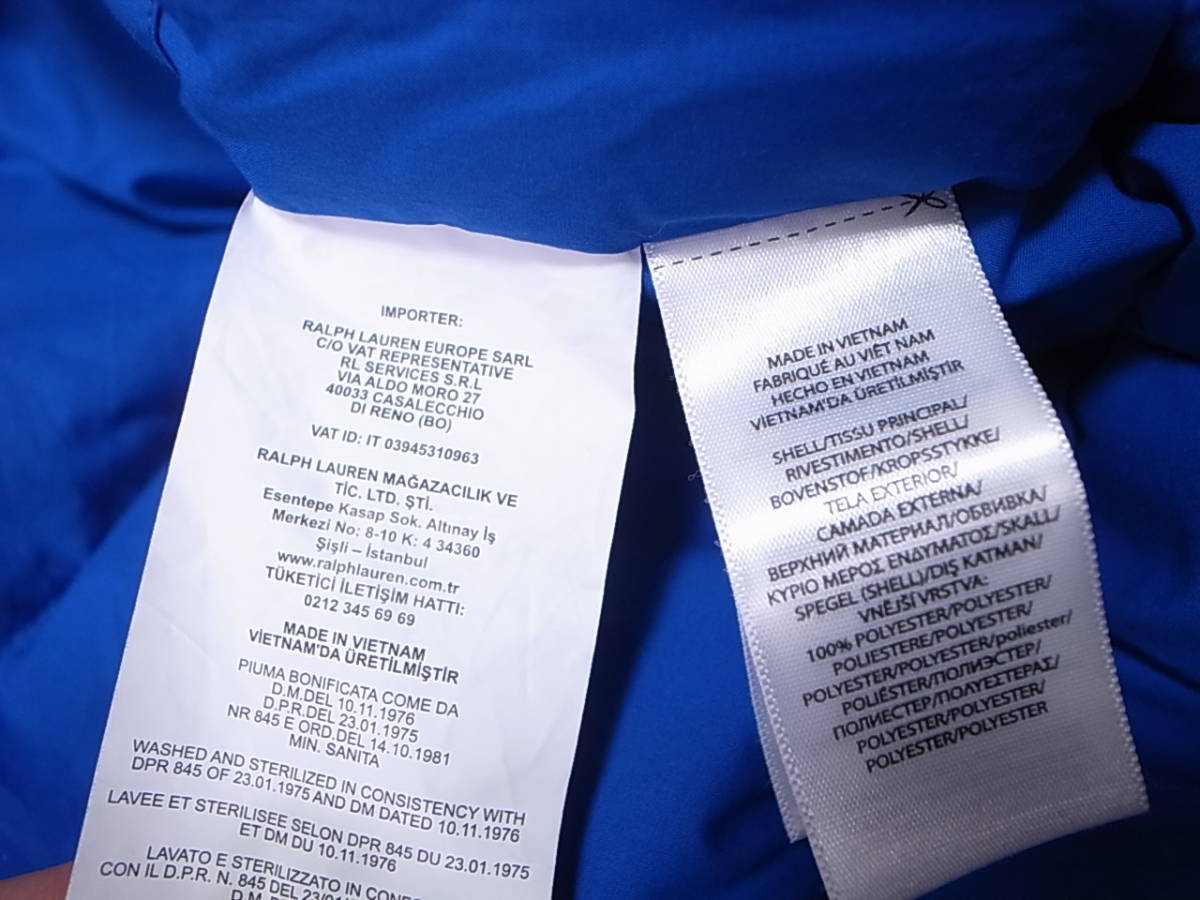 IMPORTER:
RALPH LAUREN EUROPE SARL
C/O VAT REPRESENTATIVE
RL SERVICES S.R.L
VIA ALDO MORO 27
40033 CASALECCHIO
DI RENO (BO)
VAT ID: IT 03945310963
RALPH LAUREN MAĞAZACILIK VE
TİC. LTD. ŞTİ.
Esentepe Kasap Sok. Altınay İş
Merkezi No: 8-10 K: 4 34360
Şişli – İstanbul
www.ralphlauren.com.tr
TÜKETİCİ İLETİŞİM HATTI:
0212 345 69 69
MADE IN VIETNAM
VİETNAM'DA ÜRETİLMİŞTİR
PIUMA BONIFICATA COME DA
D.M.DEL 10.11.1976
D.P.R.DEL 23.01.1975
NR 845 E ORD.DEL 14.10.1981
MIN. SANITA
WASHED AND STERILIZED IN CONSISTENCY WITH
DPR 845 OF 23.01.1975 AND DM DATED 10.11.1976
LAVEE ET STERILISEE SELON DPR 845 DU 23.01.1975
ET DM DU 10.11.1976
LAVATO E STERILIZZATO IN
CON IL D.P.R. N. 845 DEL
MADE IN VIETNAM
FABRIQUÉ AU VIÊT NAM
HECHO EN VIETNAM
VİETNAM'DA ÜRETİLMİŞTİR
SHELL/TISSU PRINCIPAL/
RIVESTIMENTO/SHELL/
BOVENSTOF/KROPSSTYKKE/
TELA EXTERIOR/
CAMADA EXTERNA/
ВЕРХНИЙ МАТЕРИАЛ/ОБВИВКА/
ΚΥΡΙΟ ΜΕΡΟΣ ΕΝΔΥΜΑΤΟΣ/SKALL/
SPEGEL (SHELL)/DIŞ KATMAN/
VNĚJŠÍ VRSTVA:
100% POLYESTER/POLYESTER/
POLIESTERE/POLYESTER/
POLYESTER/POLYESTER/poliester/
POLIÉSTER/ПОЛИЭСТЕР/
ПОЛИЕСТЕР/ΠΟΛΥΕΣΤΕΡΑΣ/
POLYESTER/POLYESTER/
POLYESTER/POLYESTER